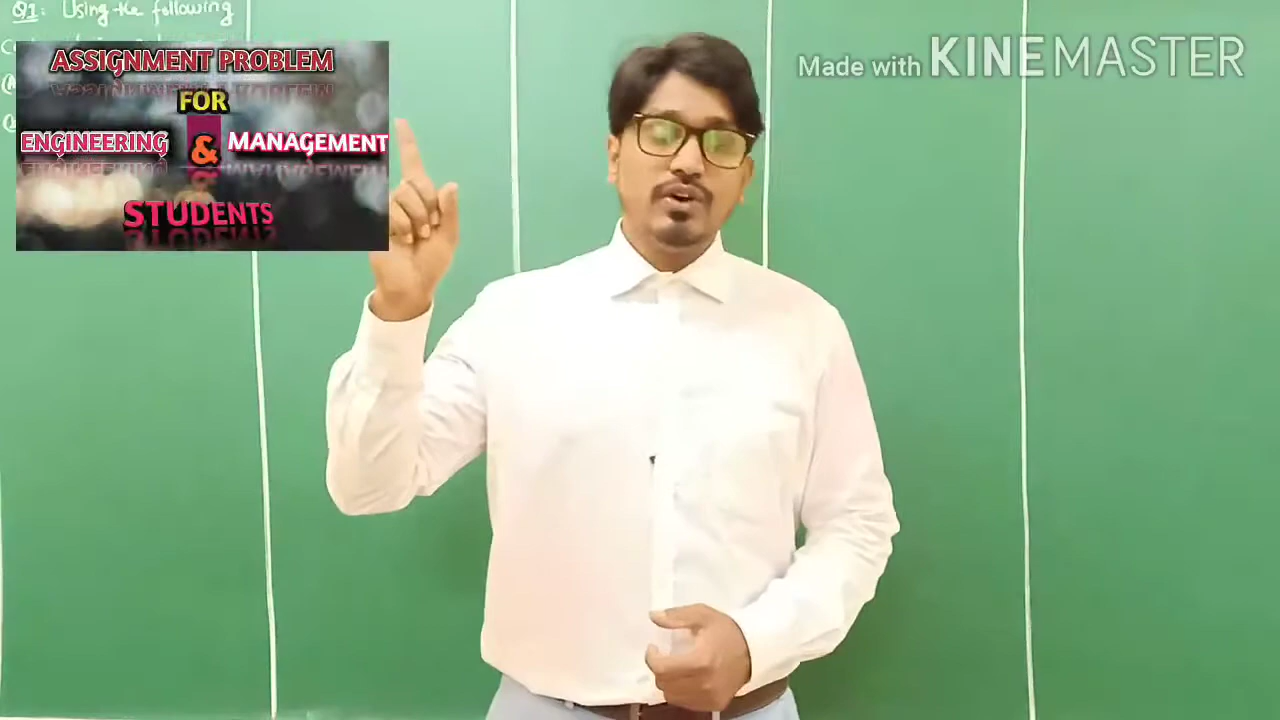 Q1: Using the following
ASSIGNMENT PROBLEM
FOR
ENGINEERING & MANAGEMENT
STUDENTS
Made with KINEMASTER